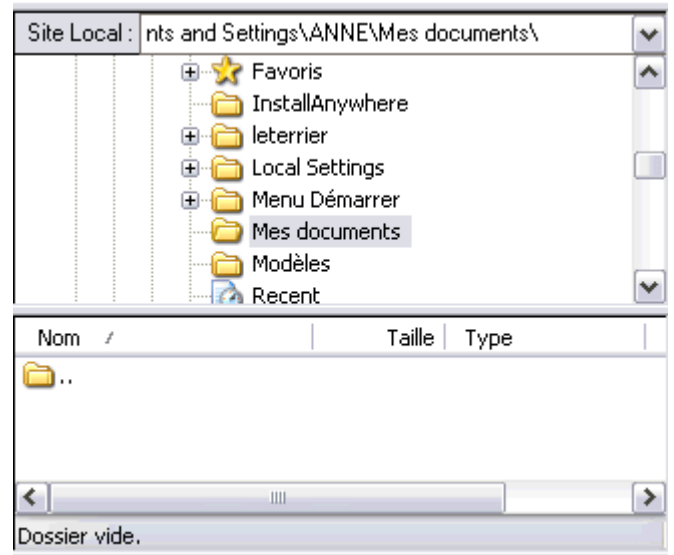 Site Local : nts and Settings\ANNE\Mes documents\
Favoris
InstallAnywhere
leterrier
Local Settings
Menu Démarrer
Mes documents
Modèles
Recent
Nom Taille Type
..
Dossier vide.